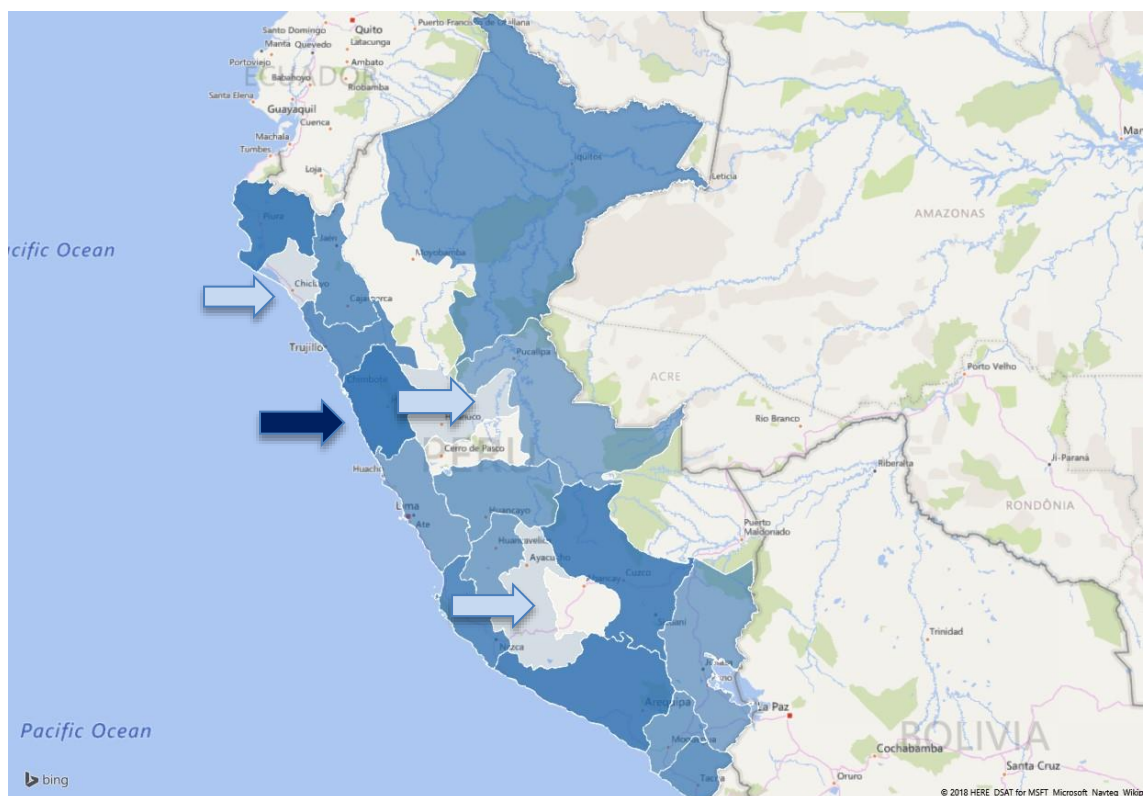 Puerto Francisco de Orellana
Santo Domingo
Quito
Manta
Quevedo
Latacunga
Portoviejo
Ambato
ECUADOR
Babahoyo
Riobamba
Santa Elena
Guayaquil
Cuenca
Machala
Tumbes
Loja
Iquitos
Leticia
Piura
AMAZONAS
Jaén
Moyobamba
cific Ocean
Chiclayo
Cajamarca
Trujillo
Pucallpa
Chimbote
ACRE
Porto Velho
Rio Branco
Cerro de Pasco
PERU
Huacho
Riberalta
Ji-Paraná
Lima
Ate
Huancayo
RONDÔNIA
Puerto
Maldonado
Huancavelica
Ayacucho
Abancay
Cuzco
Trinidad
Nazca
Arequipa
La Paz
Pacific Ocean
BOLIVIA
Cochabamba
Santa Cruz
Oruro
Tacna
bing
© 2018 HERE DSAT for MSFT Microsoft Navteq Wikip